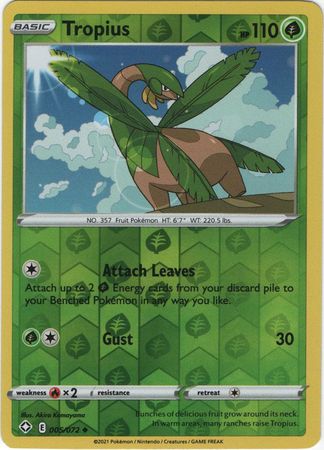 BASIC
Tropius HP 110
NO. 357 Fruit Pokémon HT: 6'7" WT: 220.5 lbs.
Attach Leaves
Attach up to 2 Energy cards from your discard pile to
your Benched Pokémon in any way you like.
Gust 30
weakness ×2 resistance retreat
Illus. Akira Komayama
E 005/072
Bunches of delicious fruit grow around its neck.
In warm areas, many ranches raise Tropius.
©2021 Pokémon / Nintendo / Creatures / GAME FREAK